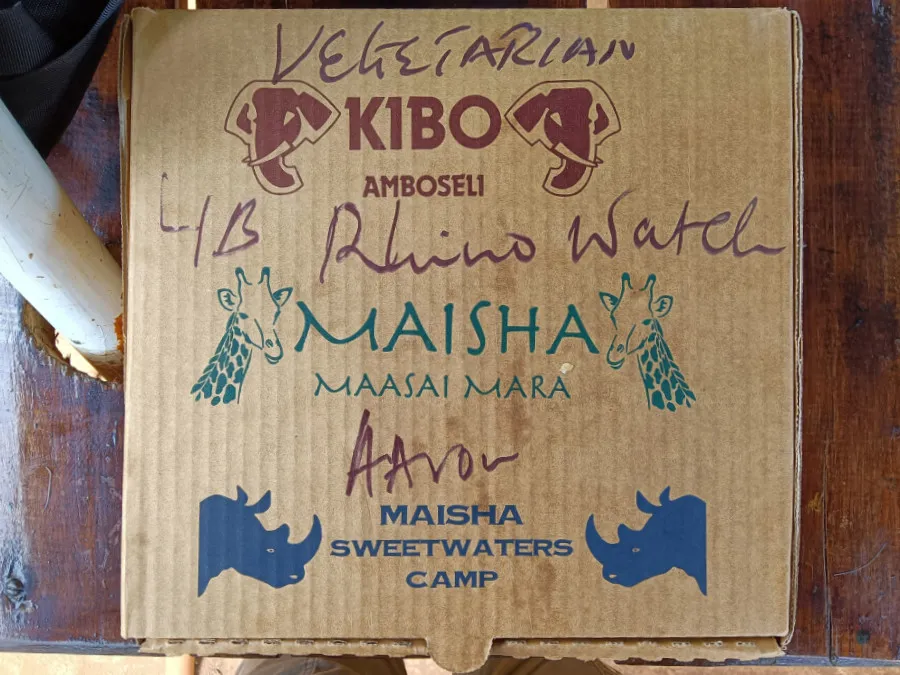 VEGETARIAN
KIBO
AMBOSELI
4B Rhino Watch
MAISHA
MAASAI MARA
AAron
MAISHA
SWEETWATERS
CAMP